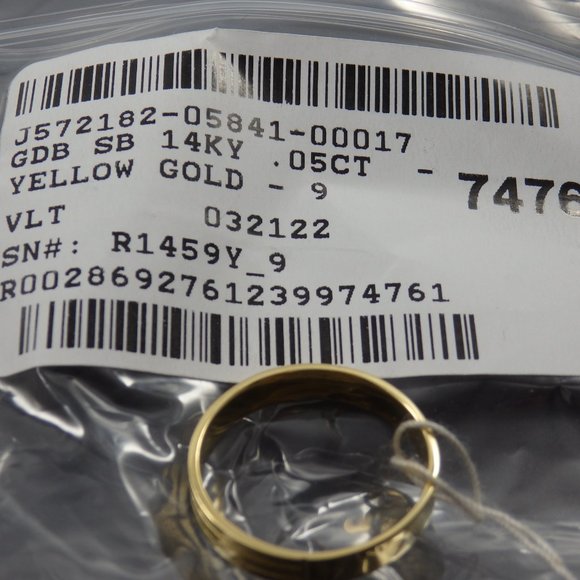 J572182-05841-00017
GDB SB 14KY .05CT -
YELLOW GOLD - 9
7476
VLT 032122
SN#: R1459Y_9
R0028692761239974761